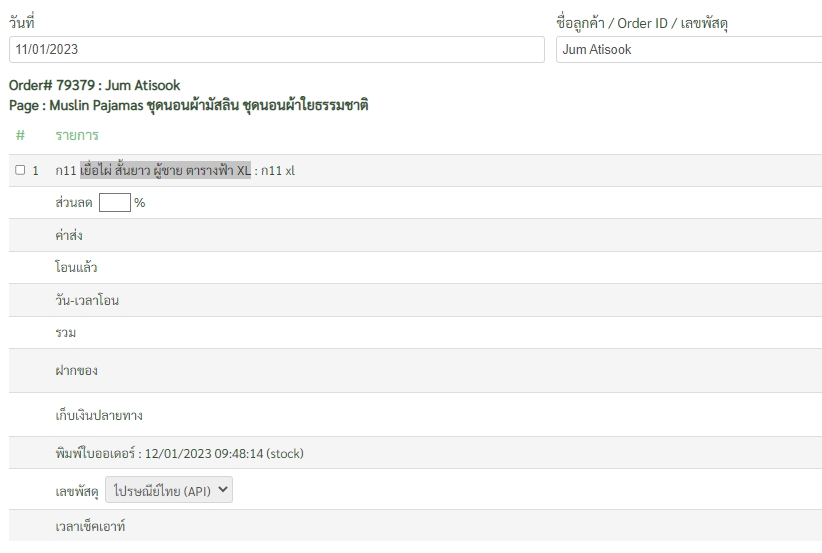 วันที่ ชื่อลูกค้า / Order ID / เลขพัสดุ
11/01/2023 Jum Atisook
Order# 79379 : Jum Atisook
Page : Muslin Pajamas ชุดนอนผ้ามัสลิน ชุดนอนผ้าใยธรรมชาติ
# รายการ
1 ก11 เยื่อไผ่ สั้นยาว ผู้ชาย ตารางฟ้า XL : ก11 xl
ส่วนลด %
ค่าส่ง
โอนแล้ว
วัน-เวลาโอน
รวม
ฝากของ
เก็บเงินปลายทาง
พิมพ์ใบออเดอร์ : 12/01/2023 09:48:14 (stock)
เลขพัสดุ ไปรษณีย์ไทย (API)
เวลาเช็คเอาท์